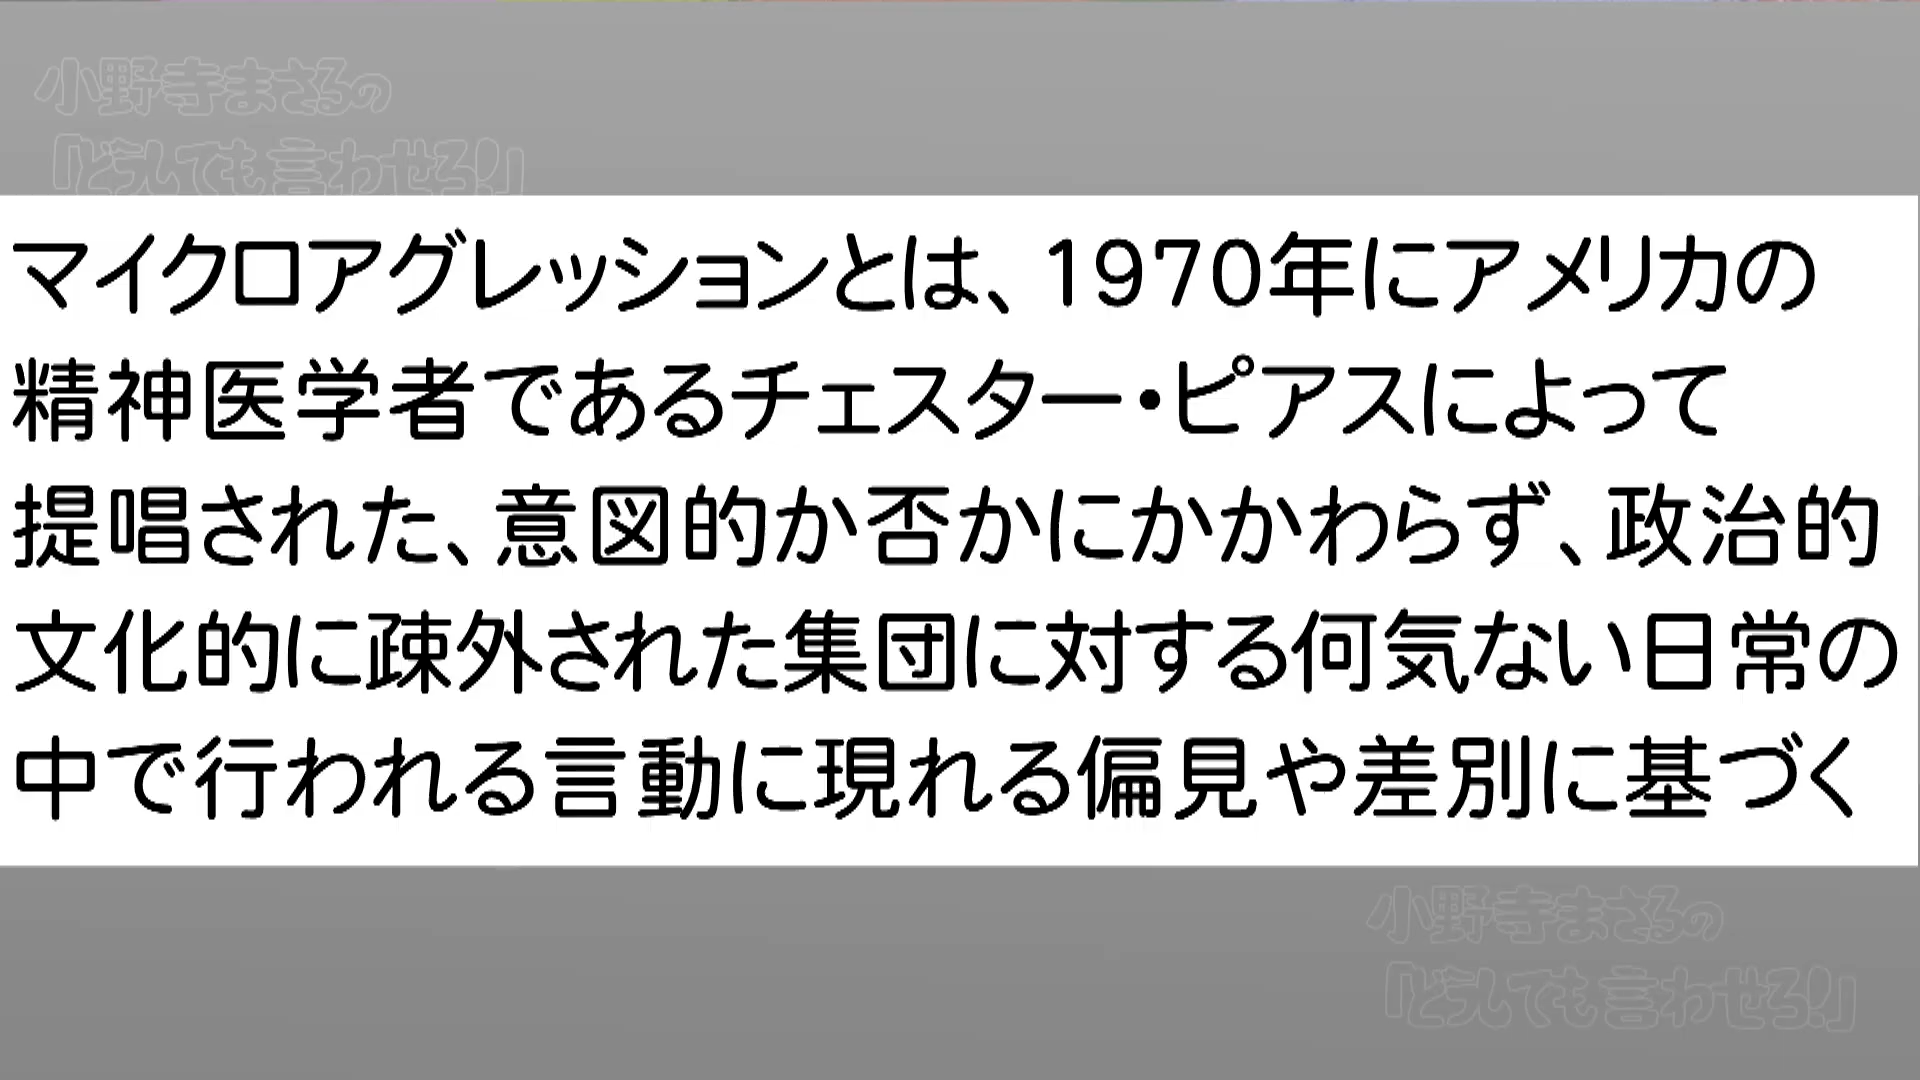 小野寺まさるの
「どうしても言わせろ!」
マイクロアグレッションとは、1970年にアメリカの
精神医学者であるチェスター・ピアスによって
提唱された、意図的か否かにかかわらず、政治的
文化的に疎外された集団に対する何気ない日常の
中で行われる言動に現れる偏見や差別に基づく
小野寺まさるの
「どうしても言わせろ!」